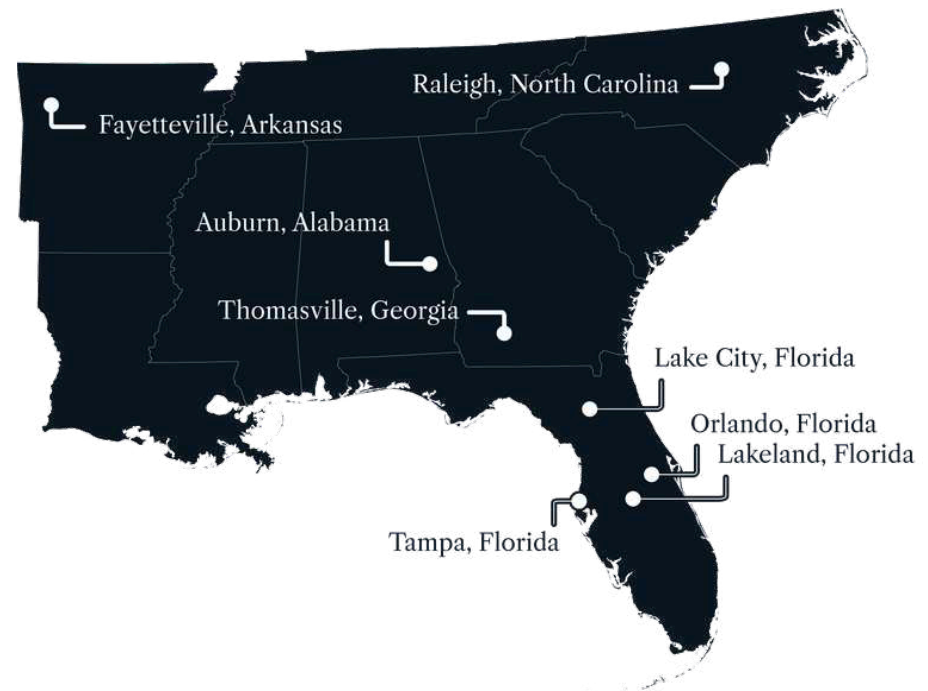 Raleigh, North Carolina
Fayetteville, Arkansas
Auburn, Alabama
Thomasville, Georgia
Lake City, Florida
Orlando, Florida
Lakeland, Florida
Tampa, Florida